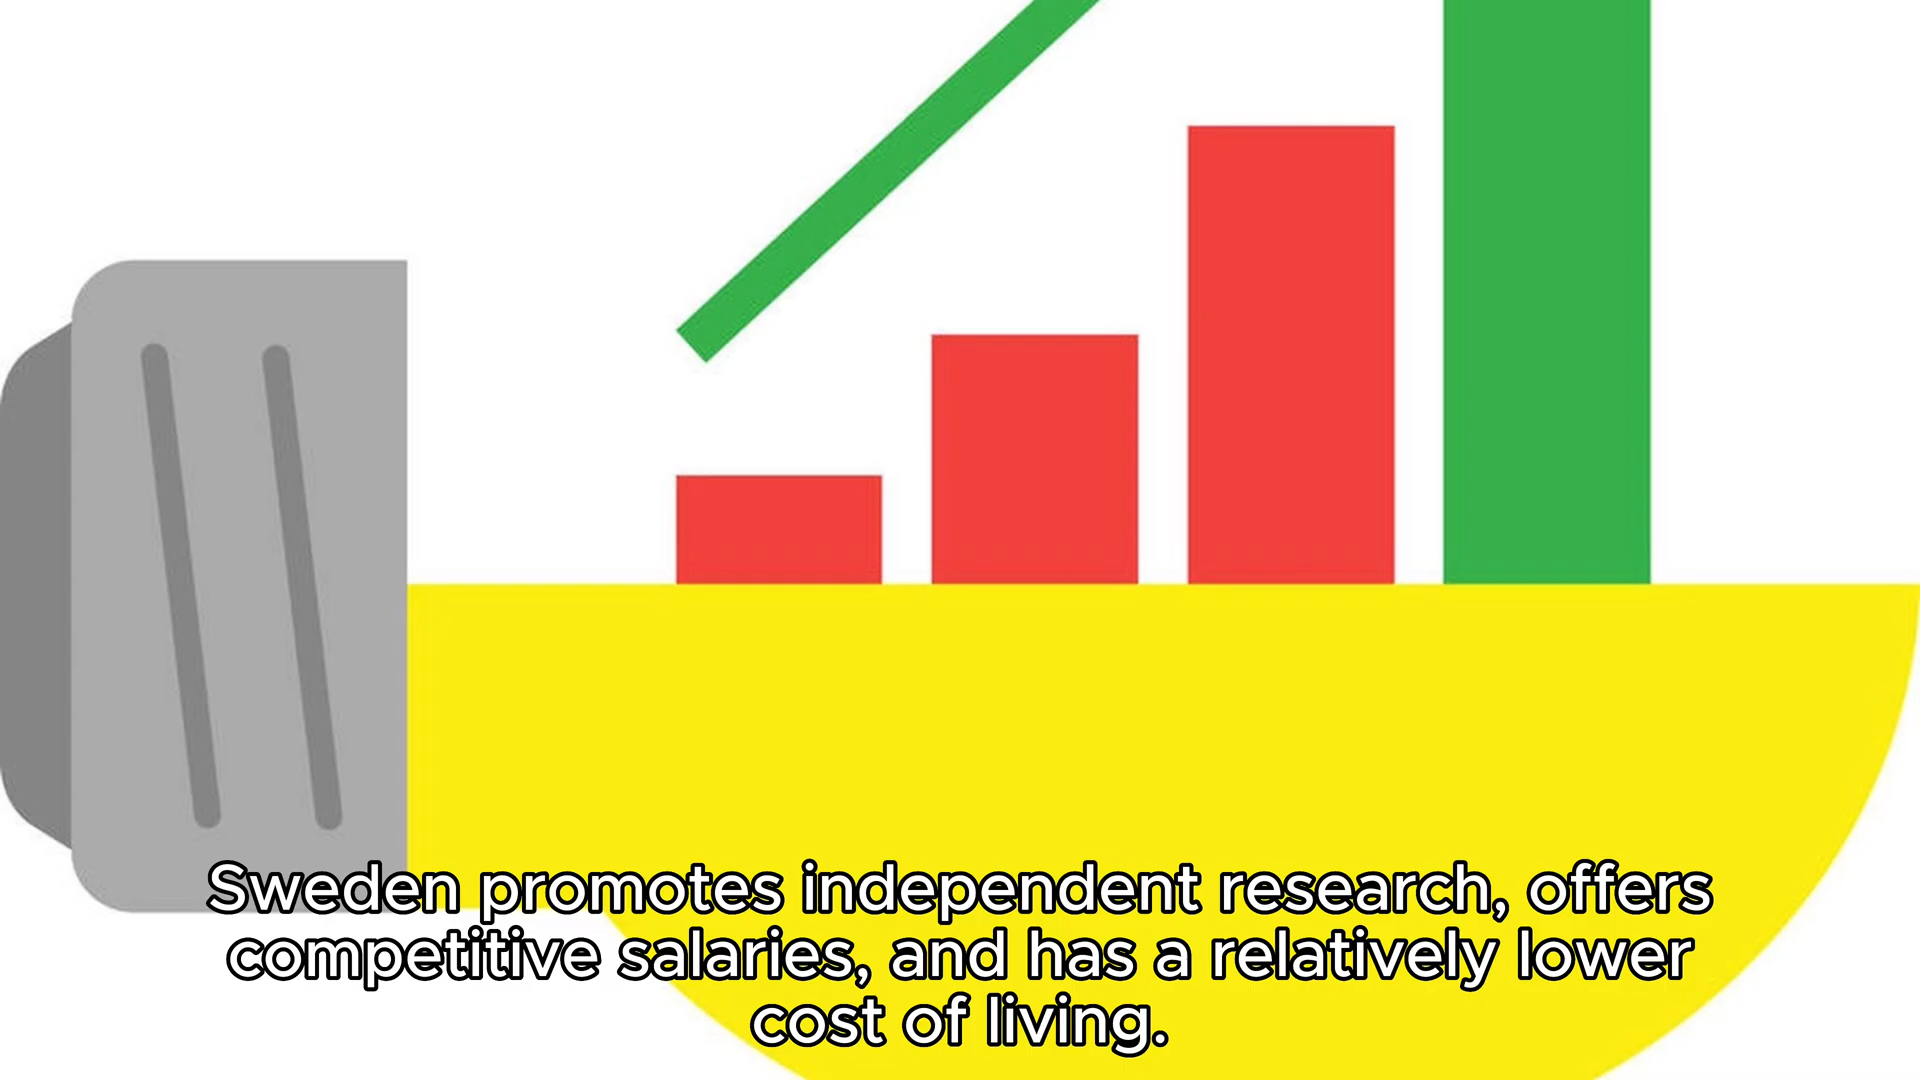 Sweden promotes independent research, offers
competitive salaries, and has a relatively lower
cost of living.